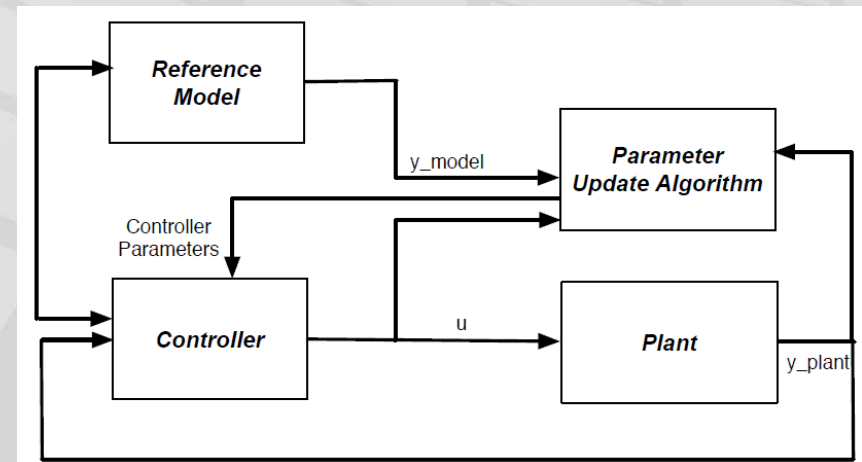 Reference
Model
y_model
Parameter
Update Algorithm
Controller
Parameters
Controller
u
Plant
y_plant